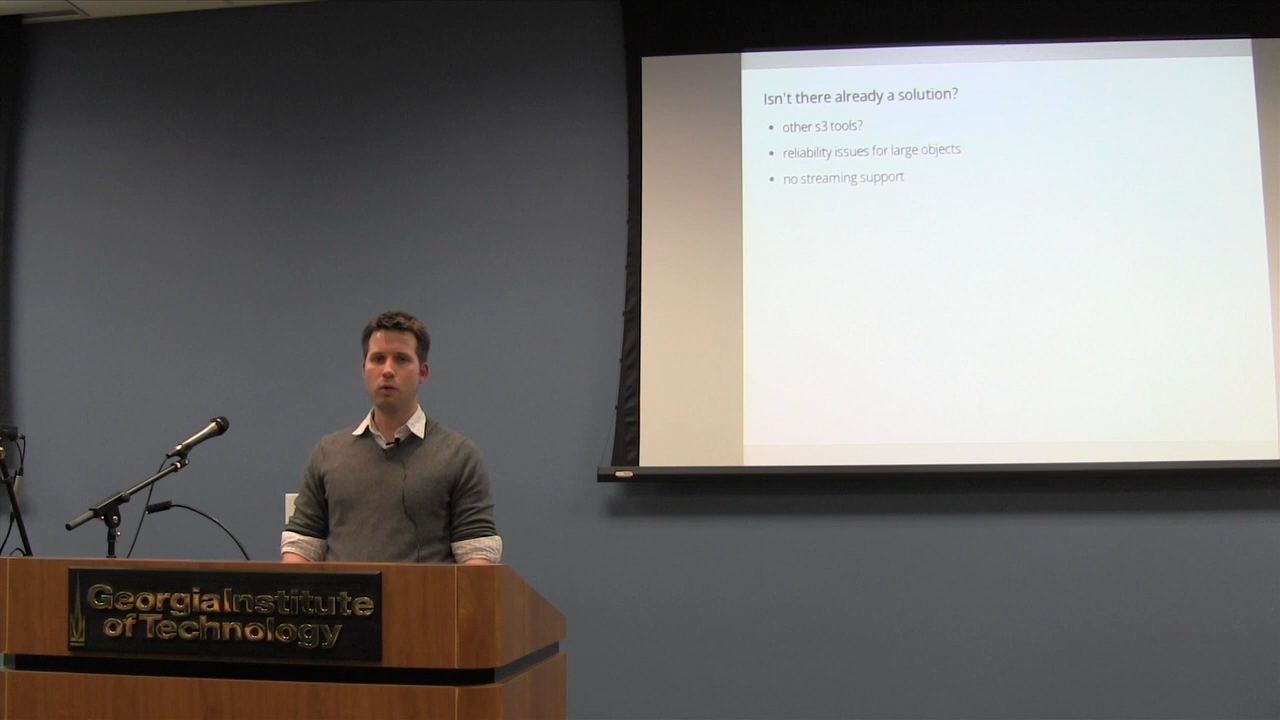 Isn't there already a solution?
• other s3 tools?
• reliability issues for large objects
• no streaming support
Georgia Institute
of Technology